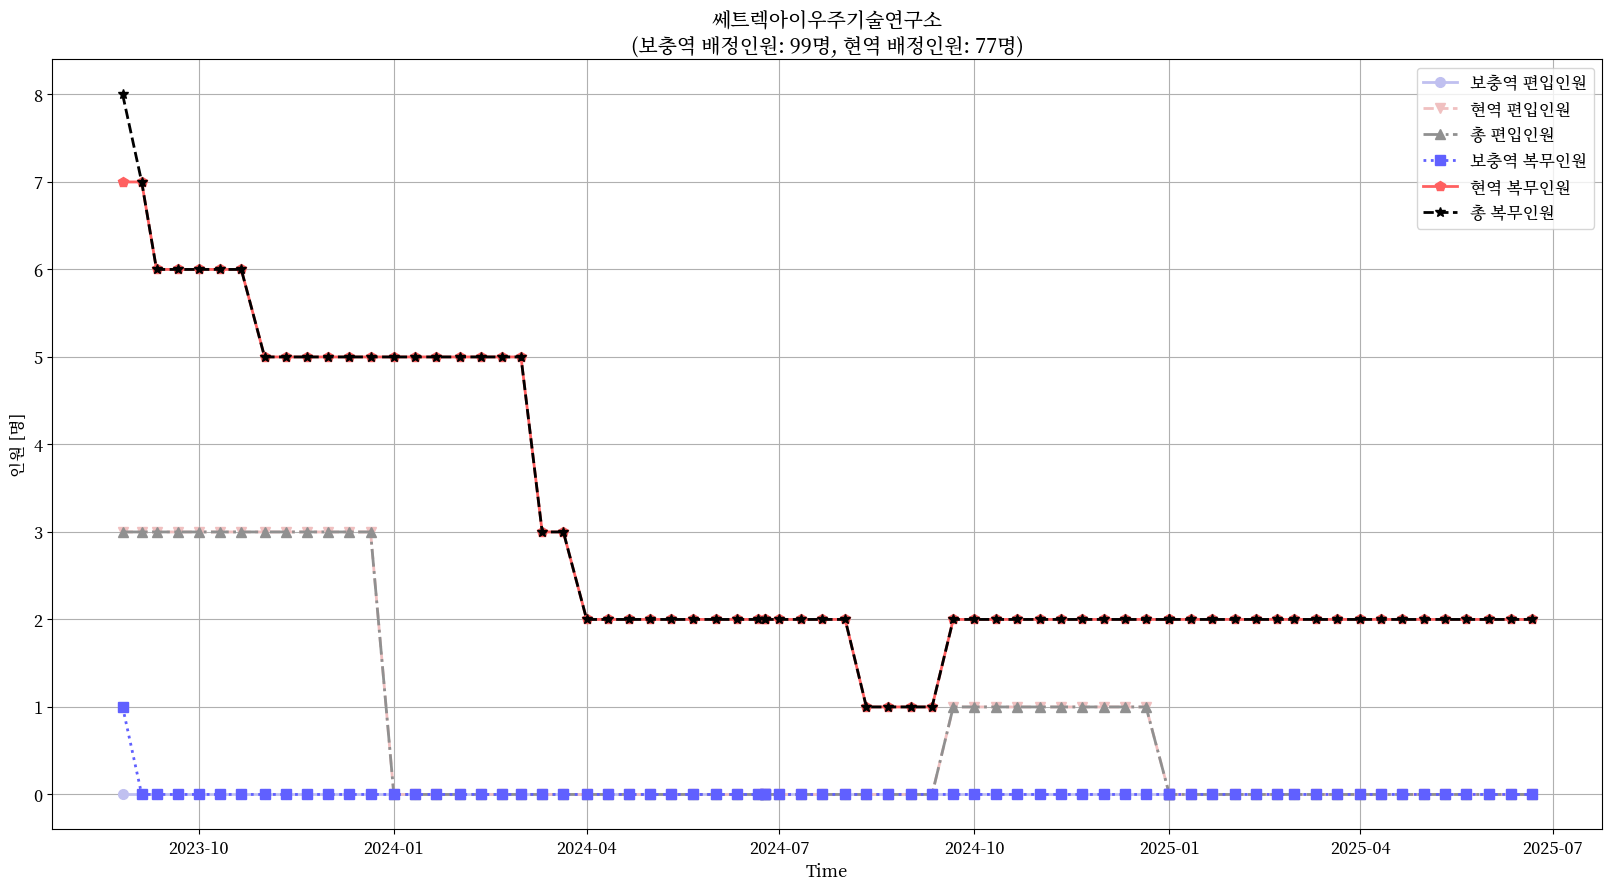 쎄트렉아이우주기술연구소
(보충역 배정인원: 99명, 현역 배정인원: 77명)
보충역 편입인원
현역 편입인원
총 편입인원
보충역 복무인원
현역 복무인원
총 복무인원
인원 [명]
8
7
6
5
4
3
2
1
0
2023-10
2024-01
2024-04
2024-07
2024-10
2025-01
2025-04
2025-07
Time